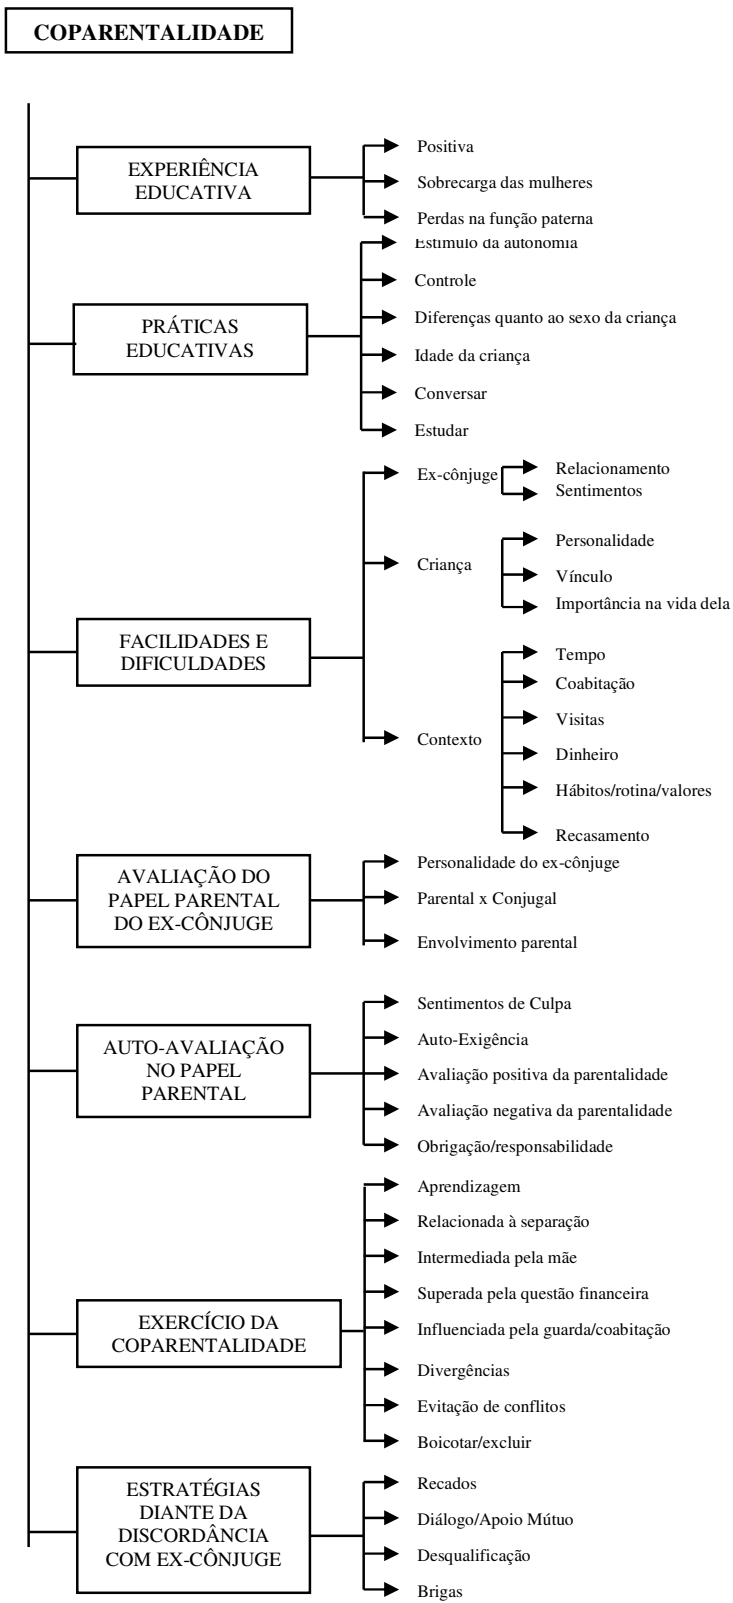 COPARENTALIDADE
EXPERIÊNCIA
EDUCATIVA
Positiva
Sobrecarga das mulheres
Perdas na função paterna
PRÁTICAS
EDUCATIVAS
Estímulo da autonomia
Controle
Diferenças quanto ao sexo da criança
Idade da criança
Conversar
Estudar
FACILIDADES E
DIFICULDADES
Ex-cônjuge
Relacionamento
Sentimentos
Criança
Personalidade
Vínculo
Importância na vida dela
Contexto
Tempo
Coabitação
Visitas
Dinheiro
Hábitos/rotina/valores
Recasamento
AVALIAÇÃO DO
PAPEL PARENTAL
DO EX-CÔNJUGE
Personalidade do ex-cônjuge
Parental x Conjugal
Envolvimento parental
AUTO-AVALIAÇÃO
NO PAPEL
PARENTAL
Sentimentos de Culpa
Auto-Exigência
Avaliação positiva da parentalidade
Avaliação negativa da parentalidade
Obrigação/responsabilidade
EXERCÍCIO DA
COPARENTALIDADE
Aprendizagem
Relacionada à separação
Intermediada pela mãe
Superada pela questão financeira
Influenciada pela guarda/coabitação
Divergências
Evitação de conflitos
Boicotar/excluir
ESTRATÉGIAS
DIANTE DA
DISCORDÂNCIA
COM EX-CÔNJUGE
Recados
Diálogo/Apoio Mútuo
Desqualificação
Brigas